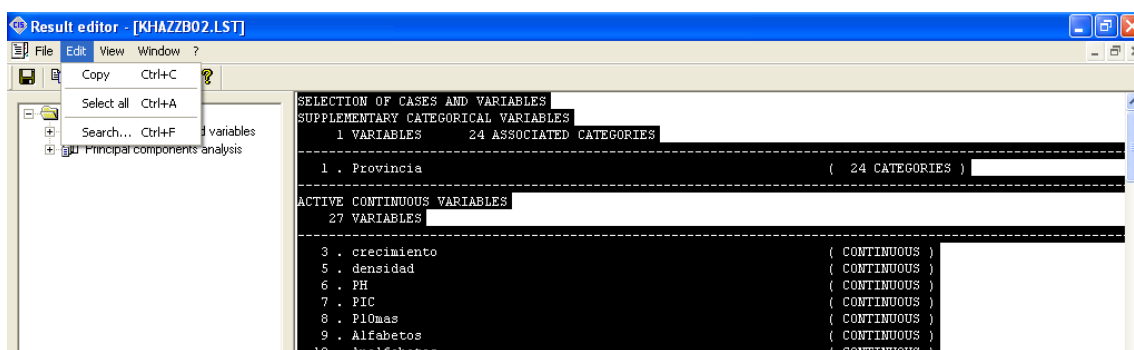 Result editor - [KHAZZB02.LST]
File Edit View Window ?
Copy Ctrl+C
Select all Ctrl+A
Search... Ctrl+F
d variables
Principal components analysis
SELECTION OF CASES AND VARIABLES
SUPPLEMENTARY CATEGORICAL VARIABLES
1 VARIABLES 24 ASSOCIATED CATEGORIES
1 . Provincia ( 24 CATEGORIES )
ACTIVE CONTINUOUS VARIABLES
27 VARIABLES
3 . crecimiento ( CONTINUOUS )
5 . densidad ( CONTINUOUS )
6 . PH ( CONTINUOUS )
7 . PIC ( CONTINUOUS )
8 . P10mas ( CONTINUOUS )
9 . Alfabetos ( CONTINUOUS )